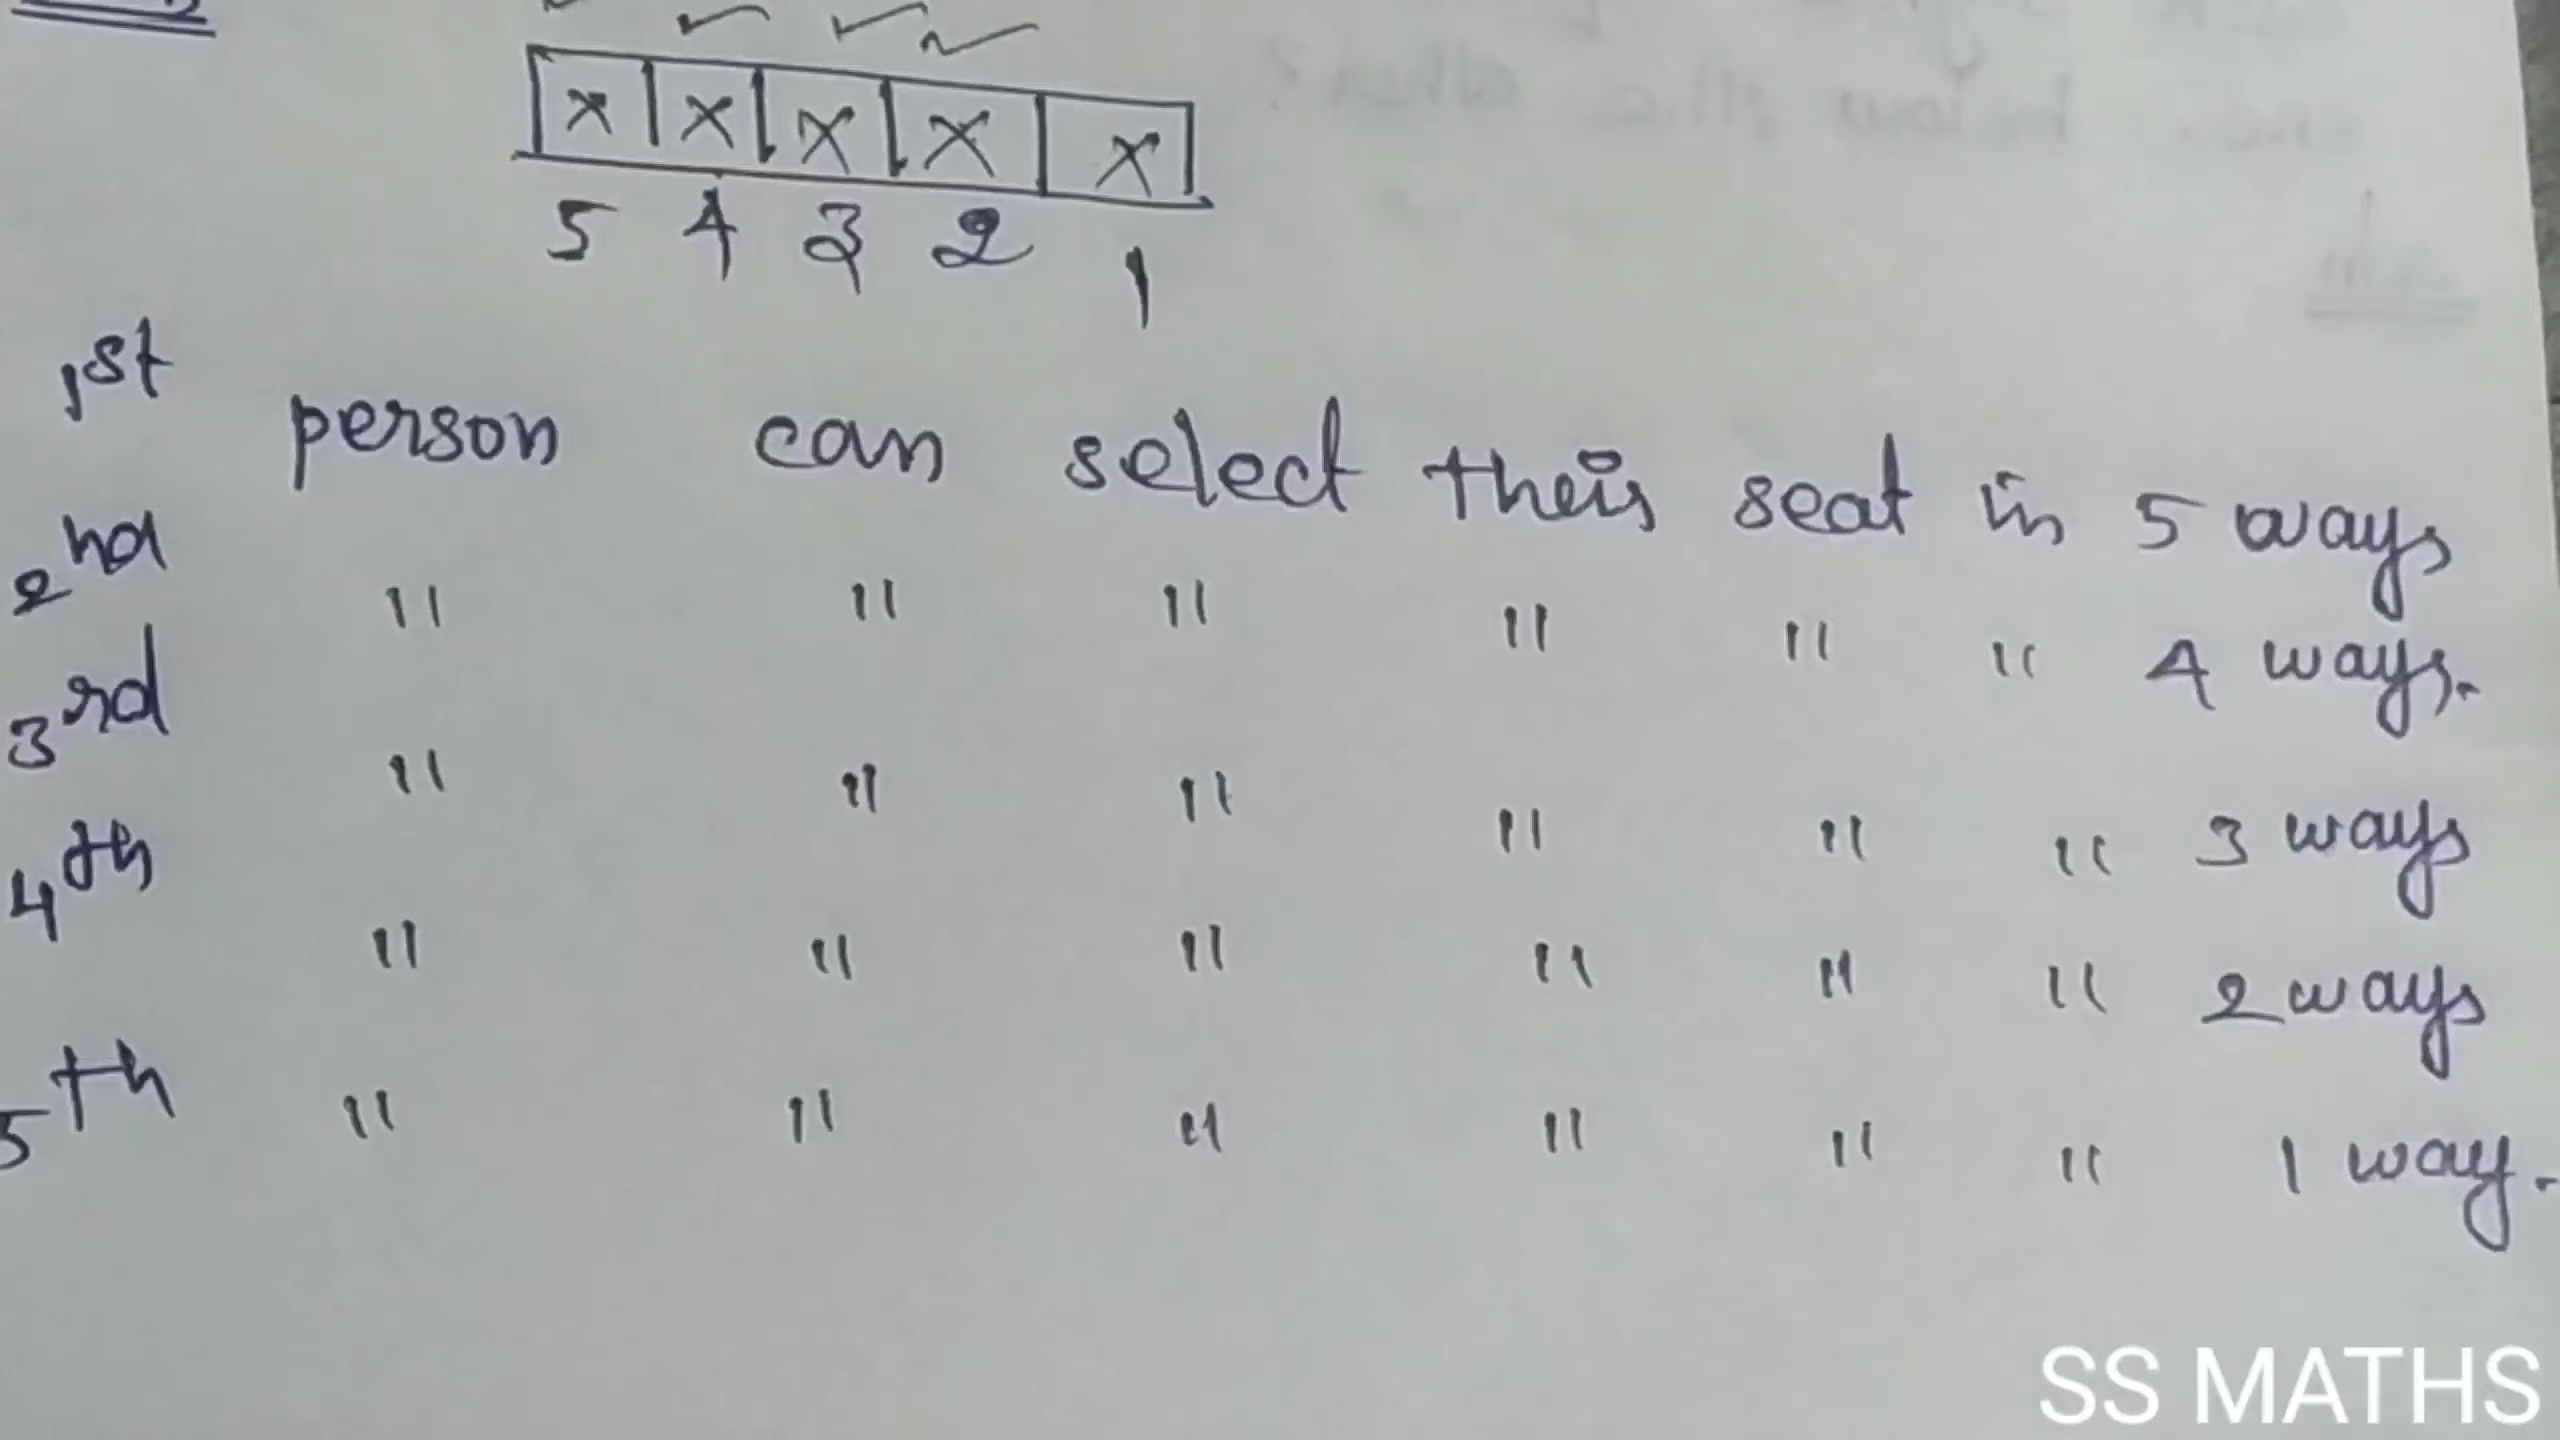 x x x x x
5 4 3 2 1
1st person can select their seat in 5 ways
2nd " " " " " " 4 ways.
3rd " " " " " " 3 ways
4th " " " " " " 2 ways
5th " " " " " " 1 way.
SS MATHS